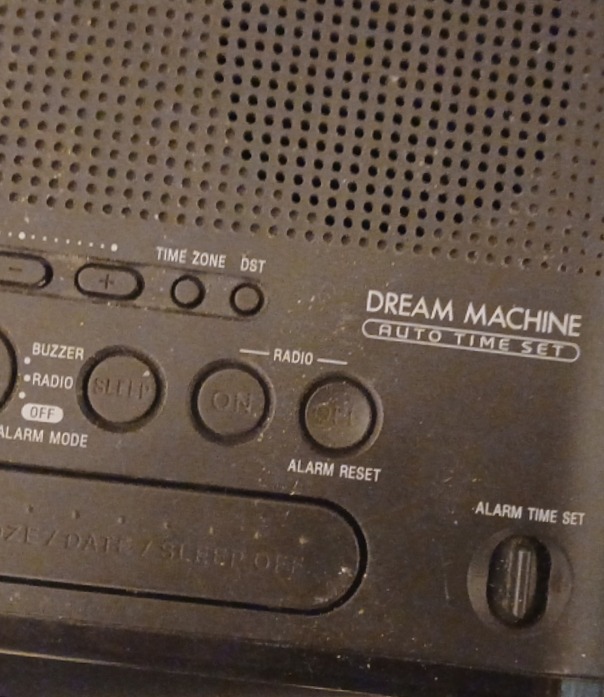 TIME ZONE DST
- +
DREAM MACHINE
AUTO TIME SET
BUZZER
RADIO
OFF
ALARM MODE
SLEEP
RADIO
ON
OFF
ALARM RESET
ALARM TIME SET
/ DATE / SLEEP OFF